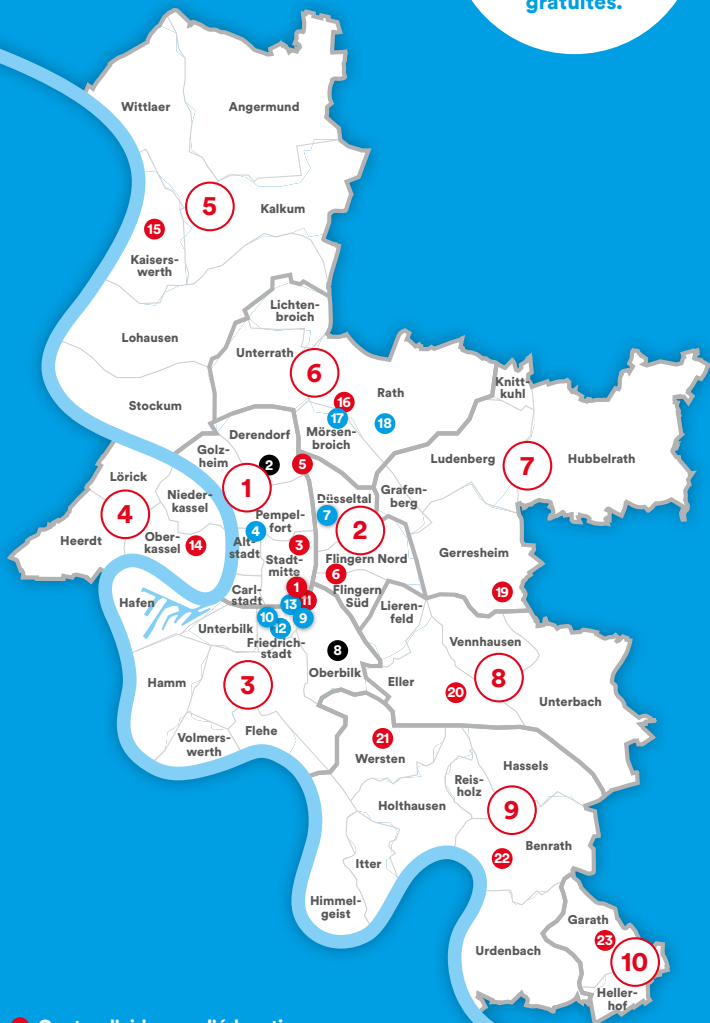 gratuites.
Wittlaer
Angermund
5
Kalkum
15
Kaisers-
werth
Lichten-
broich
Lohausen
Unterrath
6
Rath
Knitt-
kuhl
16
Stockum
17
18
Mörsen-
broich
Derendorf
Golz-
heim
2
5
Ludenberg
7
Hubbelrath
Lörick
1
Grafen-
berg
Nieder-
kassel
Düsseltal
4
Pempel-
fort
7
2
Heerdt
Ober-
kassel
14
4
Alt-
stadt
3
Stadt-
mitte
Flingern Nord
Gerresheim
6
Flingern
Süd
1
Carl-
stadt
11
13
19
Hafen
Lieren-
feld
10
9
12
Unterbilk
Friedrich-
stadt
8
Vennhausen
Oberbilk
Hamm
3
Eller
20
8
Unterbach
Flehe
Volmers-
werth
21
Wersten
Hassels
Reis-
holz
Holthausen
9
Benrath
22
Itter
Himmel-
geist
Garath
23
10
Urdenbach
Heller-
hof